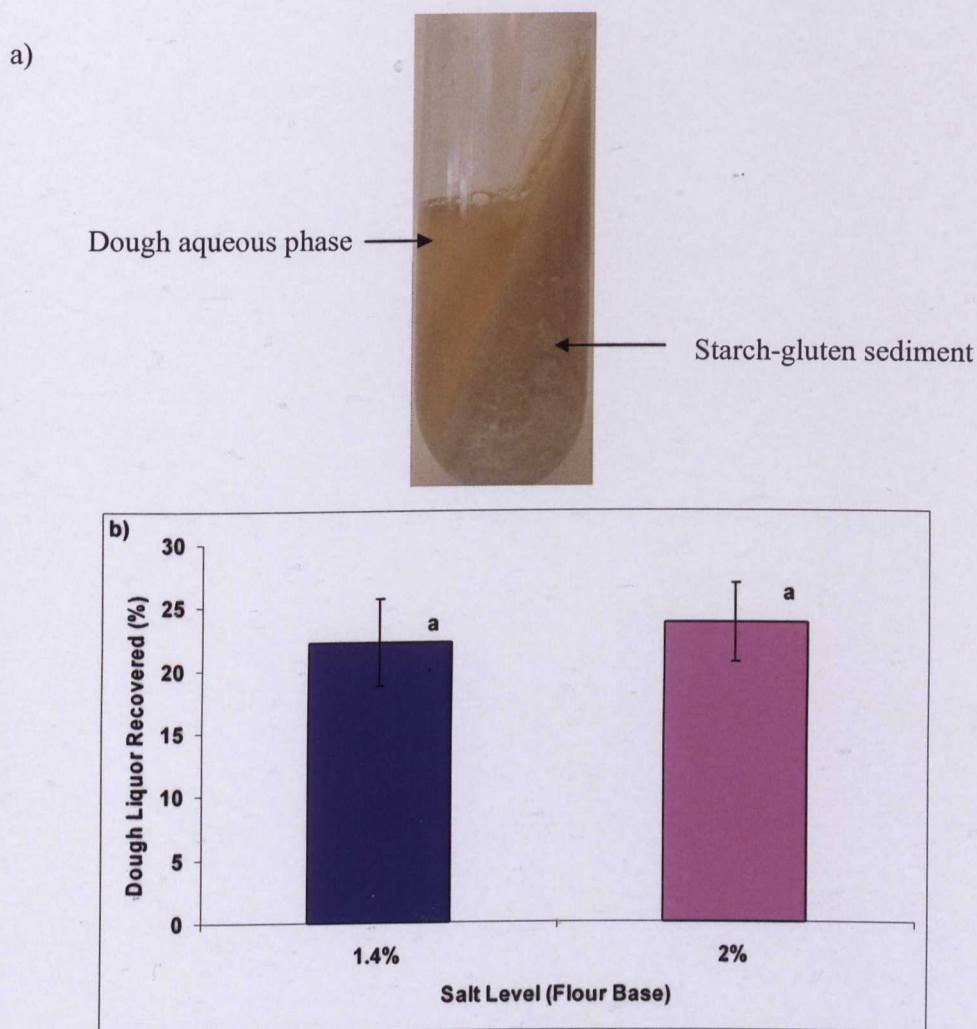 a)
Dough aqueous phase
Starch-gluten sediment
b)
Dough Liquor Recovered (%)
30
25
20
15
10
5
0
a
a
1.4%
2%
Salt Level (Flour Base)